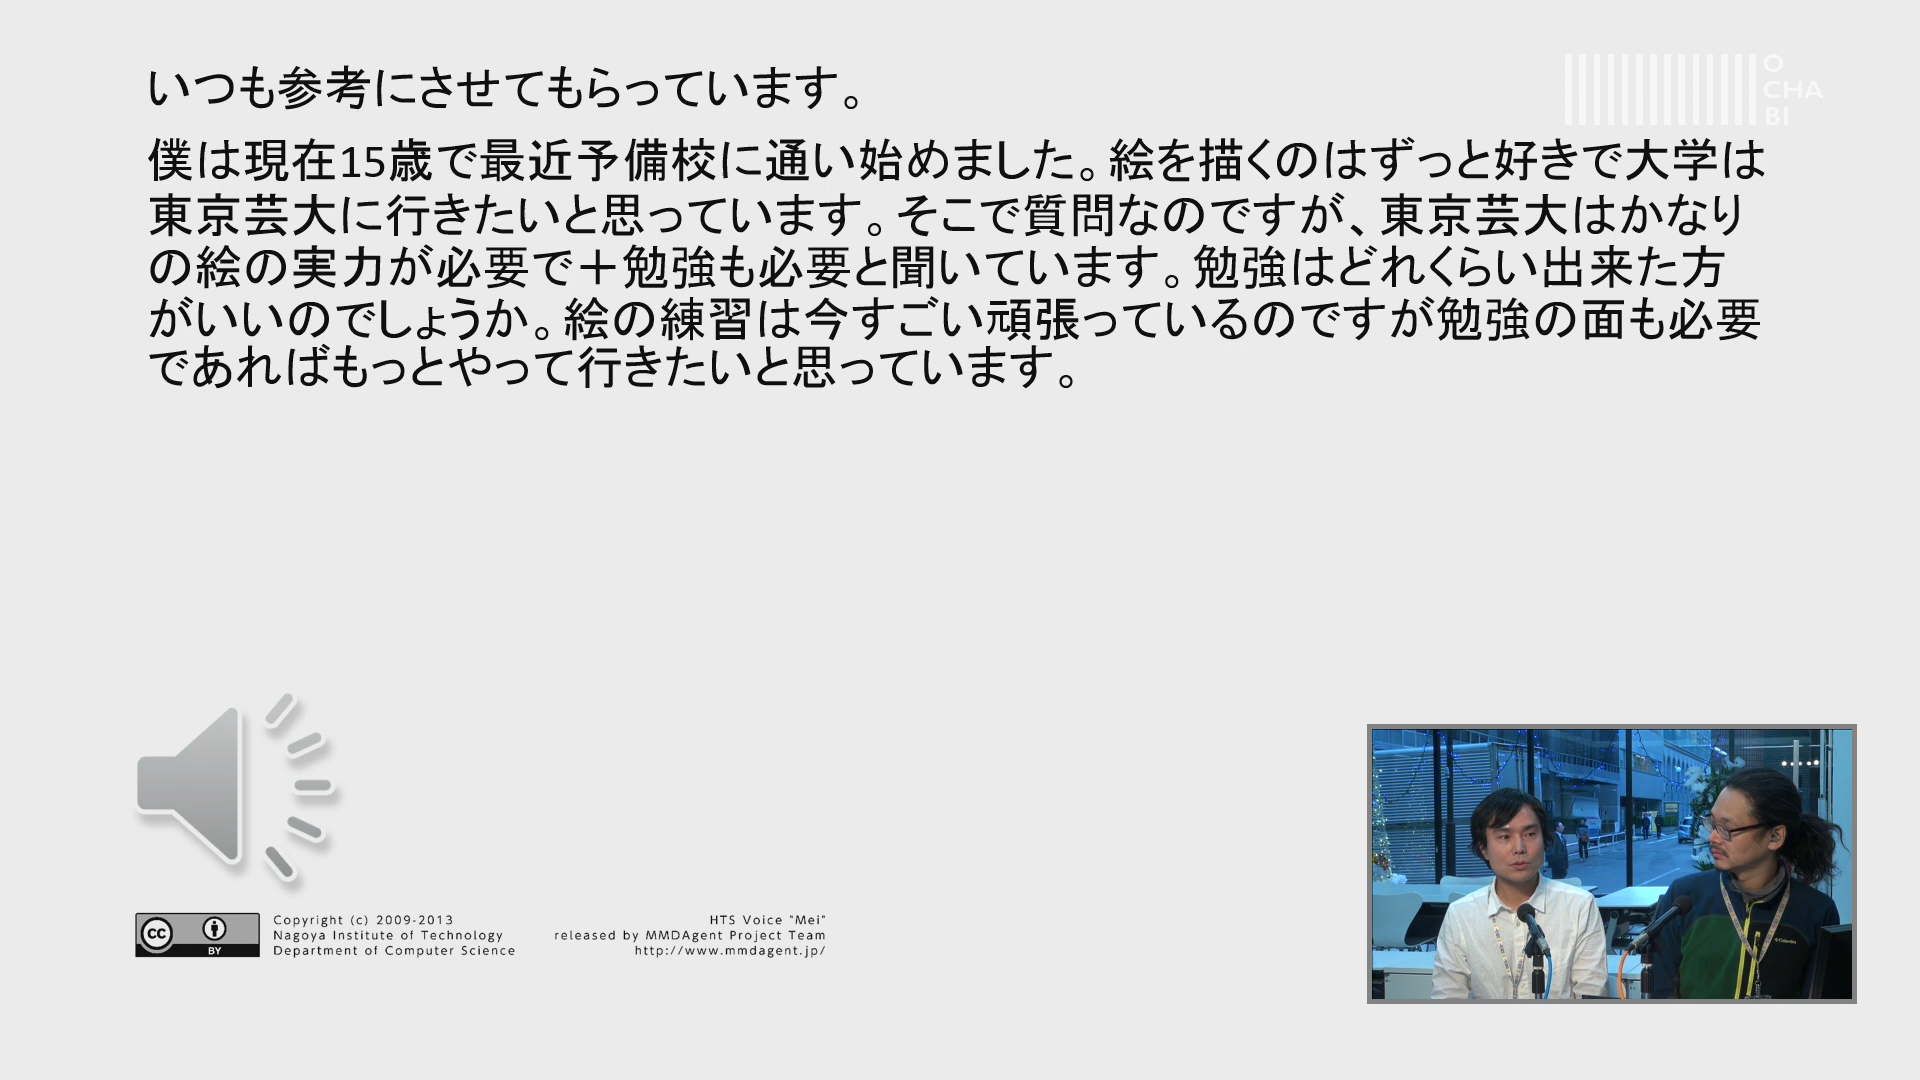 いつも参考にさせてもらっています。
僕は現在15歳で最近予備校に通い始めました。絵を描くのはずっと好きで大学は
東京芸大に行きたいと思っています。そこで質問なのですが、東京芸大はかなり
の絵の実力が必要で＋勉強も必要と聞いています。勉強はどれくらい出来た方
がいいのでしょうか。絵の練習は今すごい頑張っているのですが勉強の面も必要
であればもっとやって行きたいと思っています。
O
CHA
BI
cc
BY
Copyright (c) 2009-2013
Nagoya Institute of Technology
Department of Computer Science
HTS Voice "Mei"
released by MMDAgent Project Team
http://www.mmdagent.jp/
Columbia